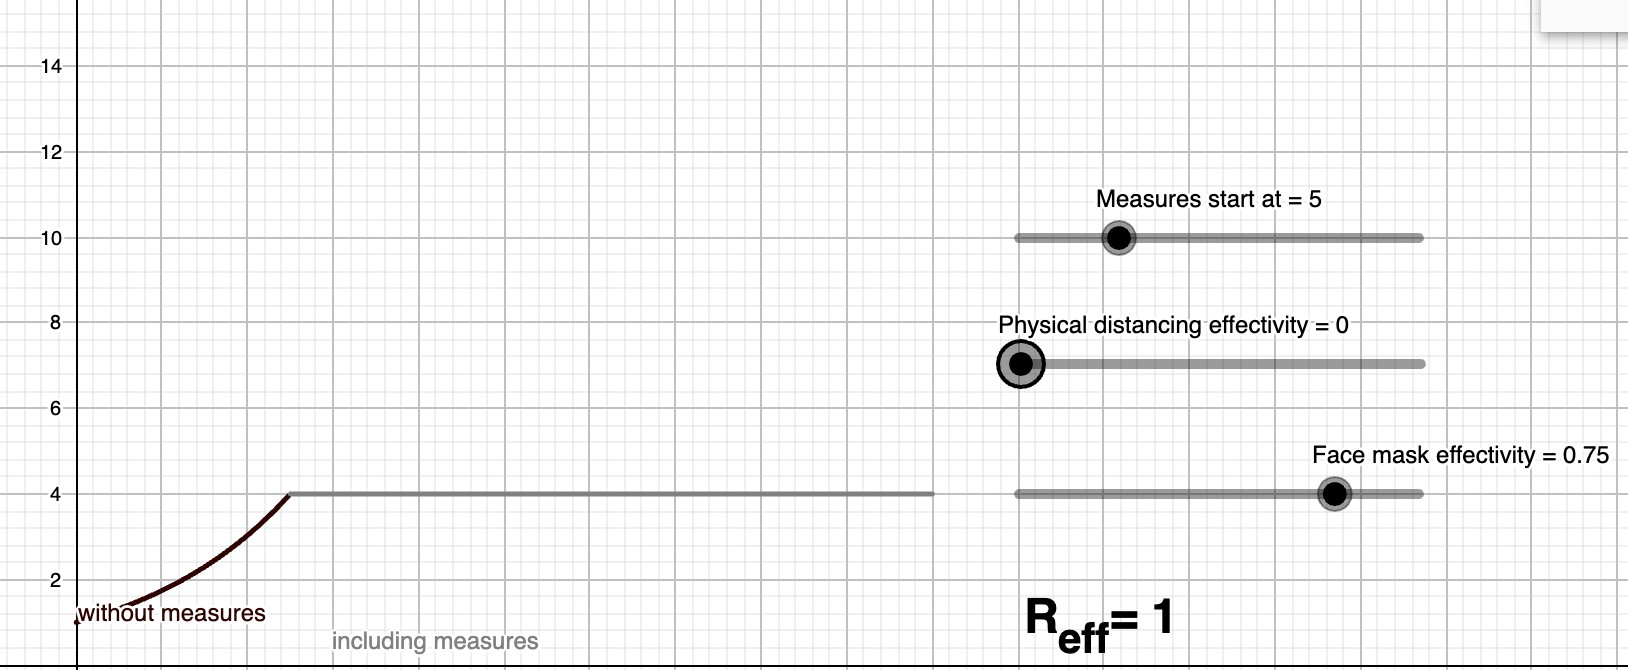 14
12
10
8
6
4
2
without measures
including measures
Measures start at = 5
Physical distancing effectivity = 0
Face mask effectivity = 0.75
Reff= 1